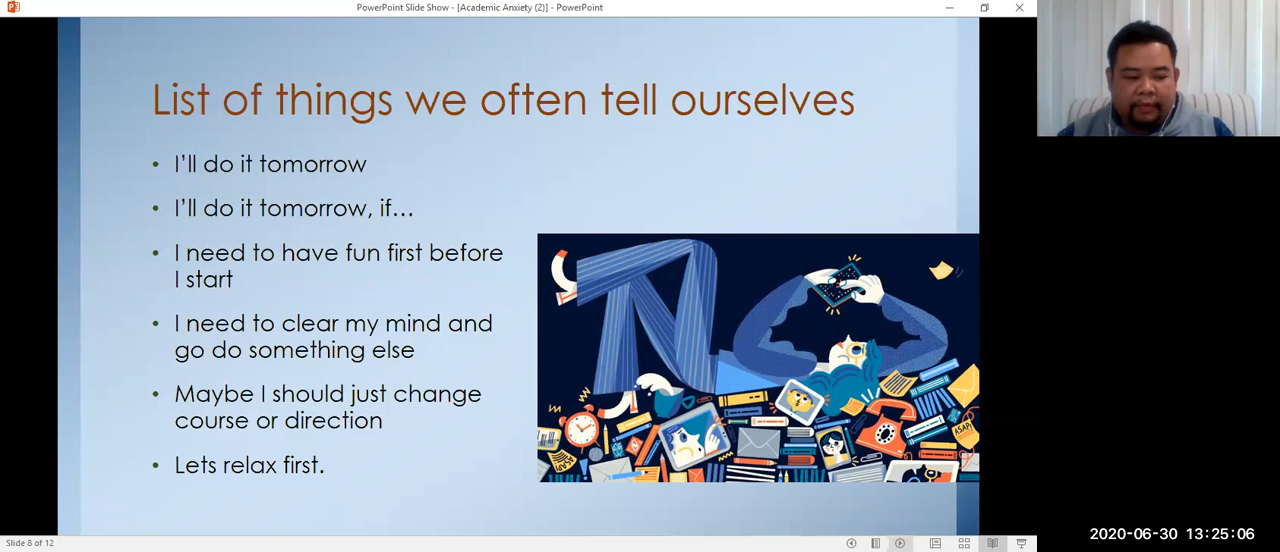 PowerPoint Slide Show - [Academic Anxiety (2)] - PowerPoint
List of things we often tell ourselves
• I'll do it tomorrow
• I'll do it tomorrow, if...
• I need to have fun first before
I start
• I need to clear my mind and
go do something else
• Maybe I should just change
course or direction
• Lets relax first.
ASAP!
Slide 8 of 12
2020-06-30 13:25:06